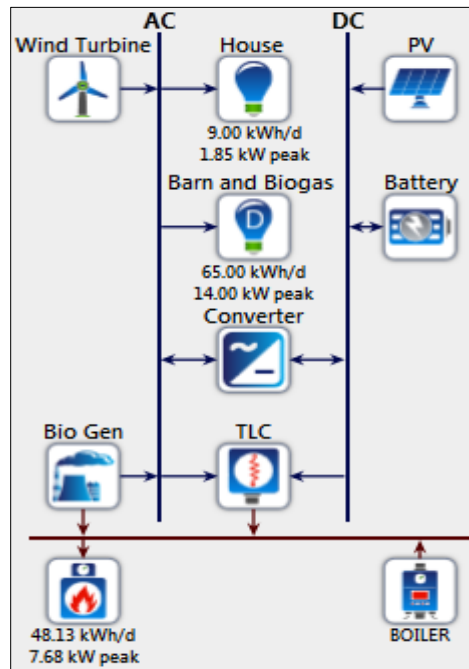 AC DC
Wind Turbine House PV
9.00 kWh/d
1.85 kW peak
Barn and Biogas Battery
D
65.00 kWh/d
14.00 kW peak
Converter
Bio Gen TLC
48.13 kWh/d
7.68 kW peak
BOILER